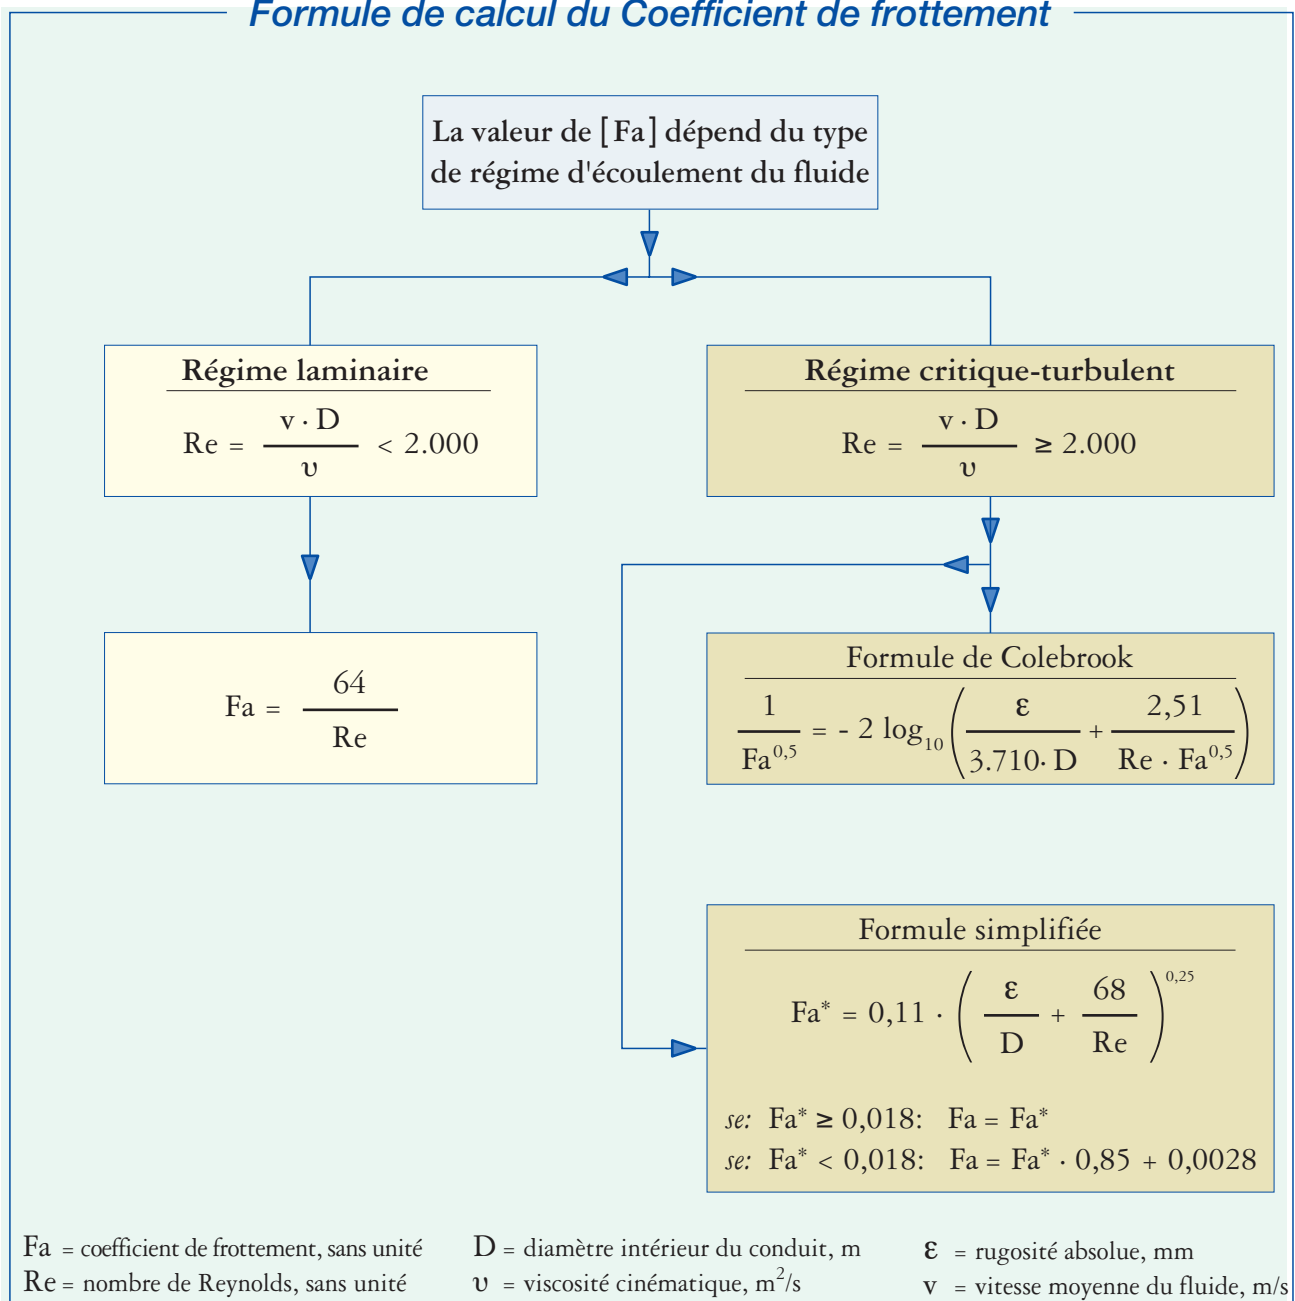 Formule de calcul du Coefficient de frottement
La valeur de [Fa] dépend du type
de régime d'écoulement du fluide
Régime laminaire
Re = v · D / υ < 2.000
Régime critique-turbulent
Re = v · D / υ ≥ 2.000
Fa = 64 / Re
Formule de Colebrook
1 / Fa^0,5 = - 2 log₁₀ ( ε / 3.710· D + 2,51 / Re · Fa^0,5 )
Formule simplifiée
Fa* = 0,11 · ( ε / D + 68 / Re )^0,25
se: Fa* ≥ 0,018: Fa = Fa*
se: Fa* < 0,018: Fa = Fa* · 0,85 + 0,0028
Fa = coefficient de frottement, sans unité
Re = nombre de Reynolds, sans unité
D = diamètre intérieur du conduit, m
υ = viscosité cinématique, m²/s
ε = rugosité absolue, mm
v = vitesse moyenne du fluide, m/s